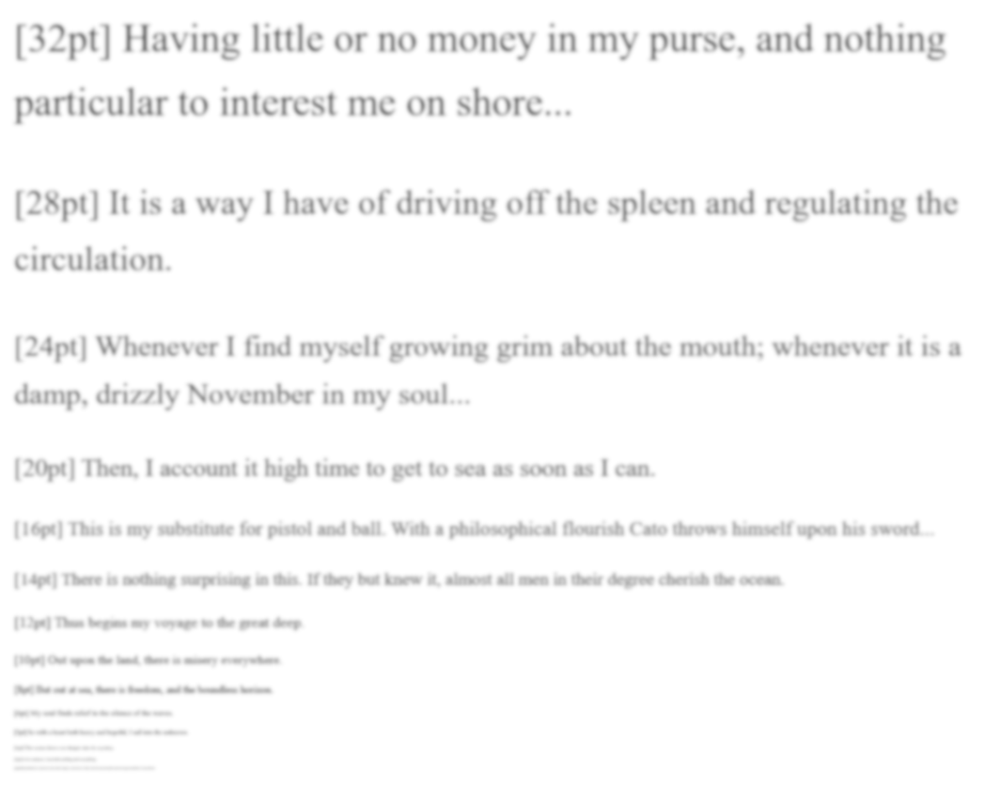 [32pt] Having little or no money in my purse, and nothing
particular to interest me on shore...
[28pt] It is a way I have of driving off the spleen and regulating the
circulation.
[24pt] Whenever I find myself growing grim about the mouth; whenever it is a
damp, drizzly November in my soul...
[20pt] Then, I account it high time to get to sea as soon as I can.
[16pt] This is my substitute for pistol and ball. With a philosophical flourish Cato throws himself upon his sword...
[14pt] There is nothing surprising in this. If they but knew it, almost all men in their degree cherish the ocean.
[12pt] Thus begins my voyage to the great deep.
[10pt] Out upon the land, there is misery everywhere.
[8pt] But out at sea, there is freedom, and the boundless horizon.